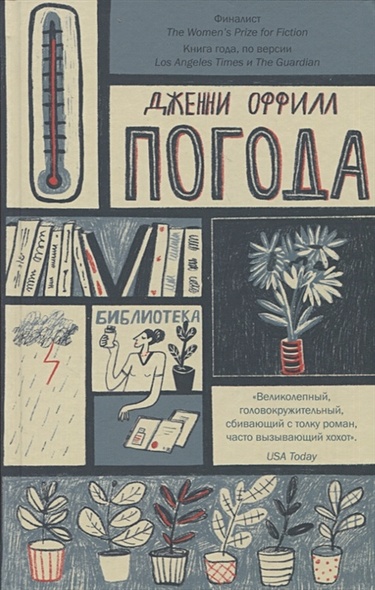 Финалист
The Women's Prize for Fiction
Книга года, по версии
Los Angeles Times и The Guardian
ДЖЕННИ ОФФИЛЛ
ПОГОДА
БИБЛИОТЕКА
«Великолепный,
головокружительный,
сбивающий с толку роман,
часто вызывающий хохот».
USA Today